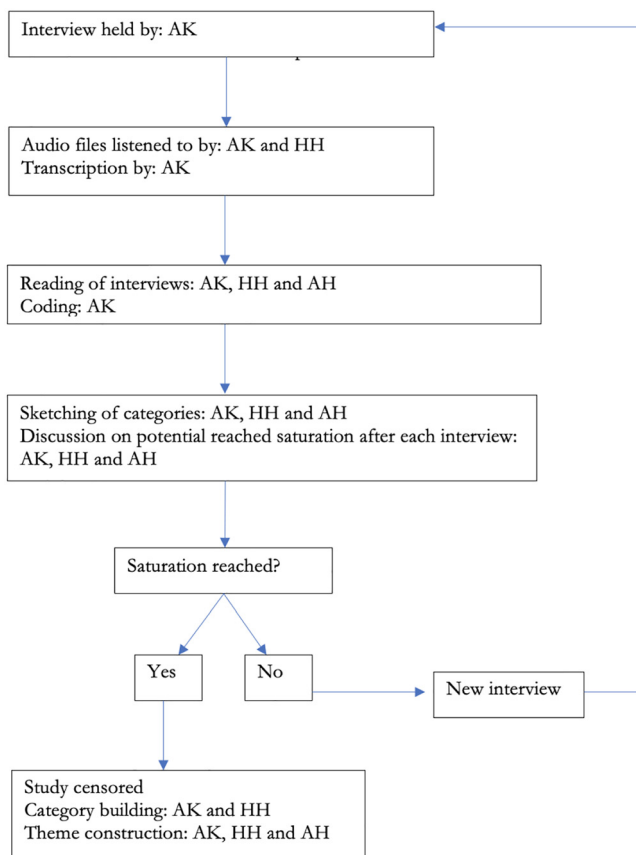 Interview held by: AK
Audio files listened to by: AK and HH
Transcription by: AK
Reading of interviews: AK, HH and AH
Coding: AK
Sketching of categories: AK, HH and AH
Discussion on potential reached saturation after each interview:
AK, HH and AH
Saturation reached?
Yes
No
New interview
Study censored
Category building: AK and HH
Theme construction: AK, HH and AH